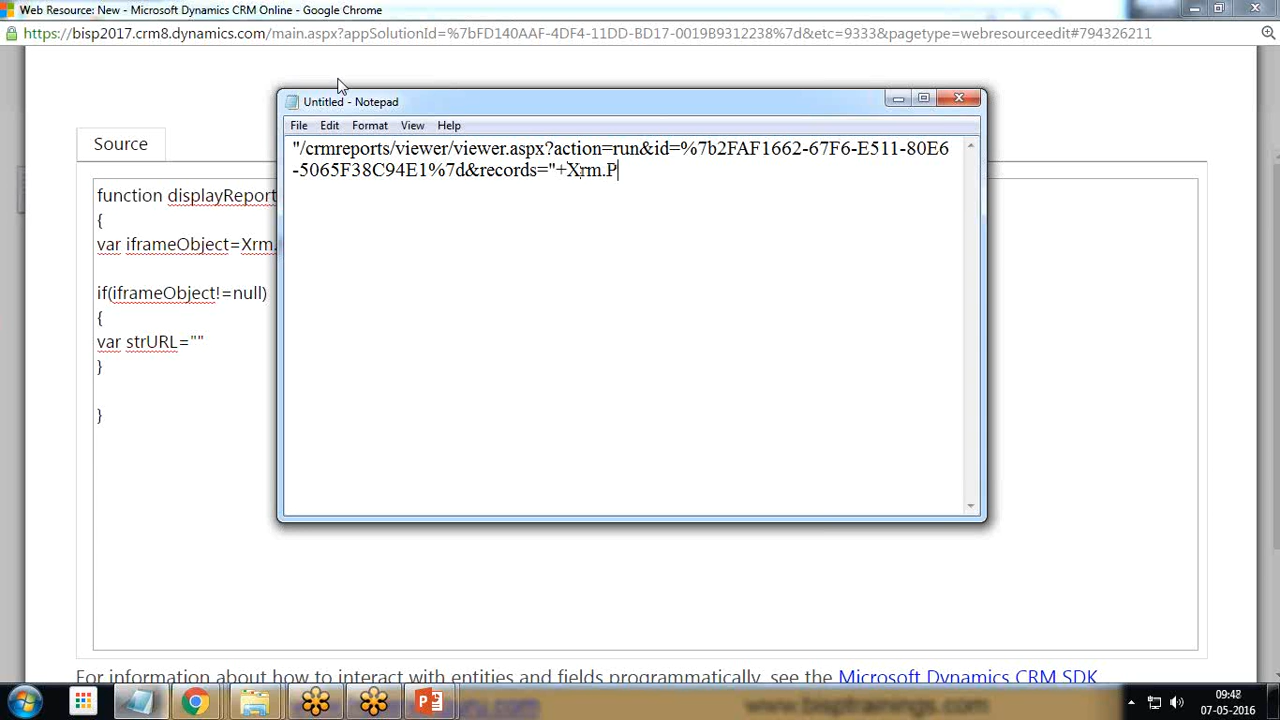 Web Resource: New - Microsoft Dynamics CRM Online - Google Chrome
https://bisp2017.crm8.dynamics.com/main.aspx?appSolutionId=%7bFD140AAF-4DF4-11DD-BD17-0019B9312238%7d&etc=9333&pagetype=webresourceedit#794326211
Untitled - Notepad
File Edit Format View Help
"/crmreports/viewer/viewer.aspx?action=run&id=%7b2FAF1662-67F6-E511-80E6
-5065F38C94E1%7d&records="+Xrm.P
Source
function displayReport
{
var iframeObject=Xrm.
if(iframeObject!=null)
{
var strURL=""
}
}
For information about how to interact with entities and fields programmatically, see the Microsoft Dynamics CRM SDK
www.bisptrainings.com
09:48
07-05-2016